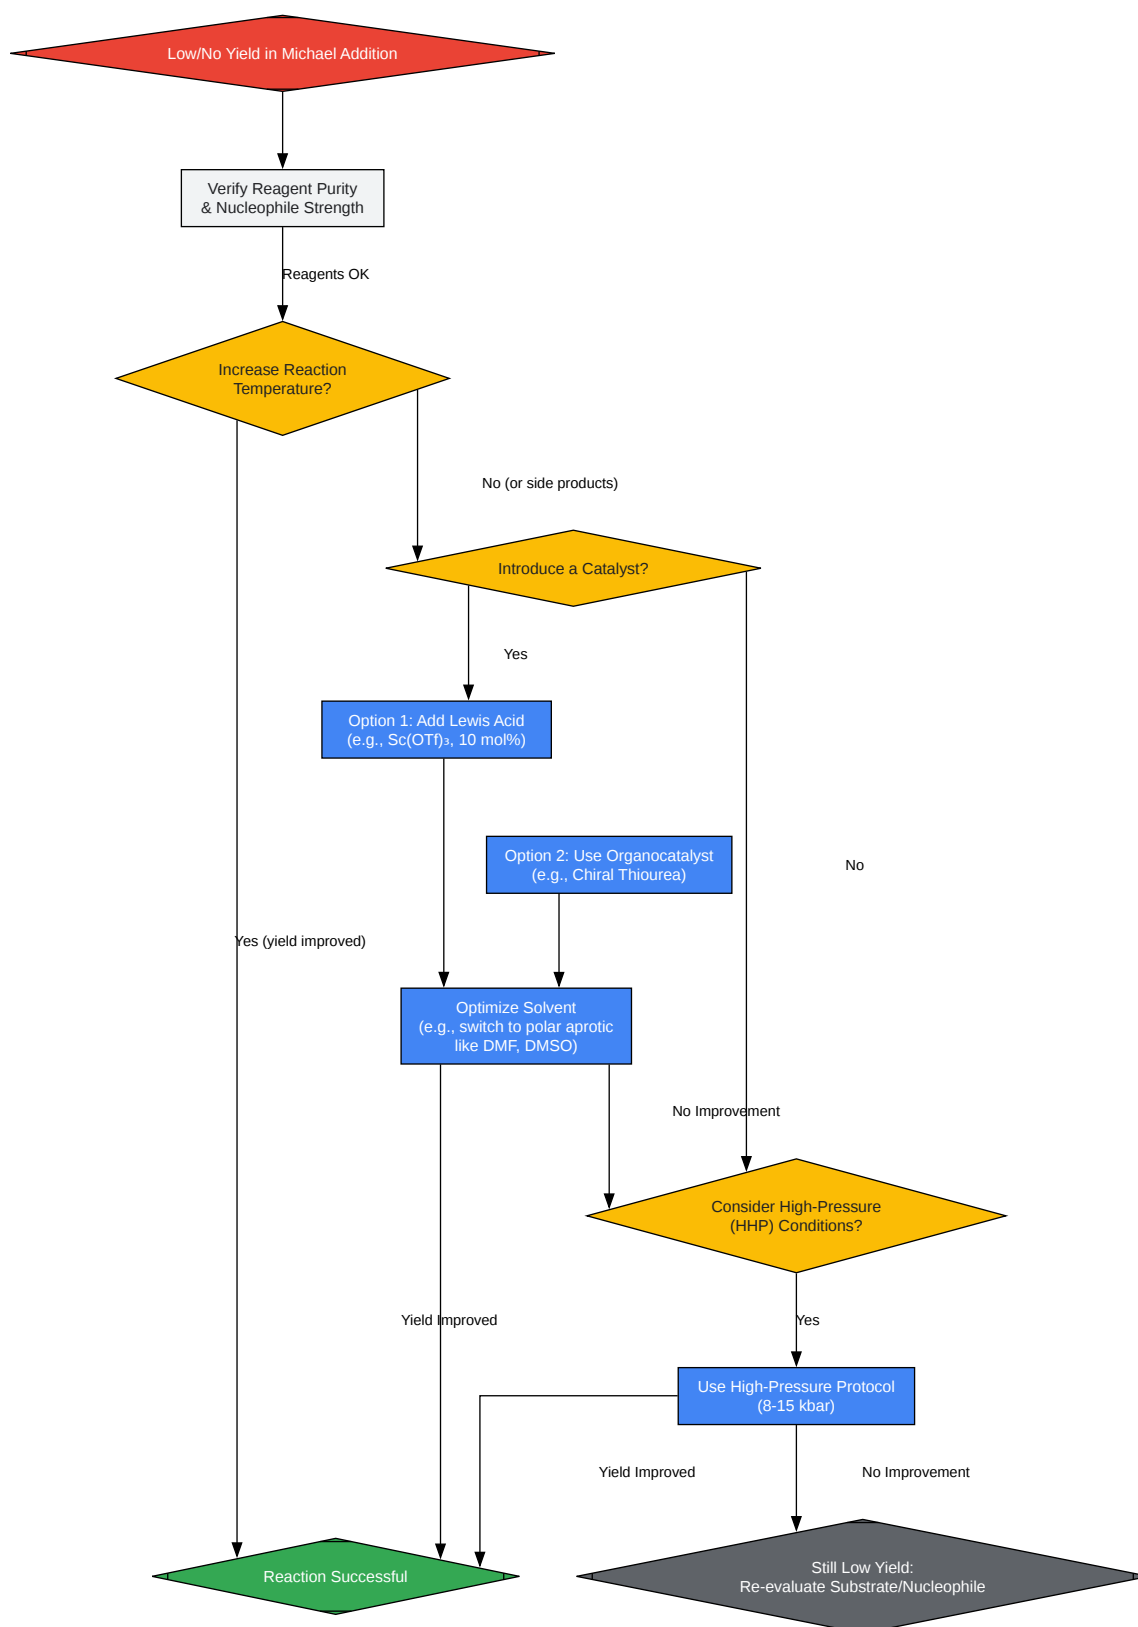 Low/No Yield in Michael Addition
Verify Reagent Purity
& Nucleophile Strength
Reagents OK
Increase Reaction
Temperature?
No (or side products)
Introduce a Catalyst?
Yes
Option 1: Add Lewis Acid
(e.g., Sc(OTf)₃, 10 mol%)
Option 2: Use Organocatalyst
(e.g., Chiral Thiourea)
No
Yes (yield improved)
Optimize Solvent
(e.g., switch to polar aprotic
like DMF, DMSO)
No Improvement
Consider High-Pressure
(HHP) Conditions?
Yield Improved
Yes
Use High-Pressure Protocol
(8-15 kbar)
Yield Improved
No Improvement
Reaction Successful
Still Low Yield:
Re-evaluate Substrate/Nucleophile